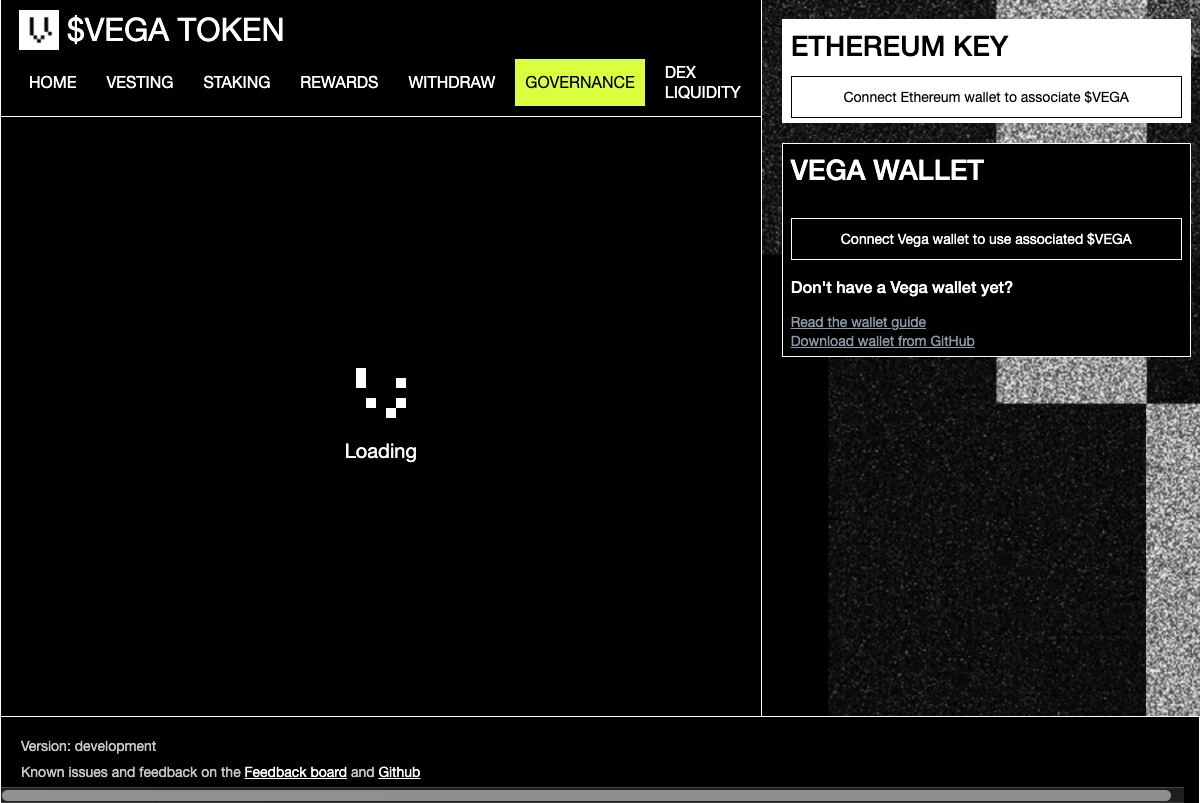 $VEGA TOKEN
HOME VESTING STAKING REWARDS WITHDRAW GOVERNANCE DEX
LIQUIDITY
Loading
ETHEREUM KEY
Connect Ethereum wallet to associate $VEGA
VEGA WALLET
Connect Vega wallet to use associated $VEGA
Don't have a Vega wallet yet?
Read the wallet guide
Download wallet from GitHub
Version: development
Known issues and feedback on the Feedback board and Github